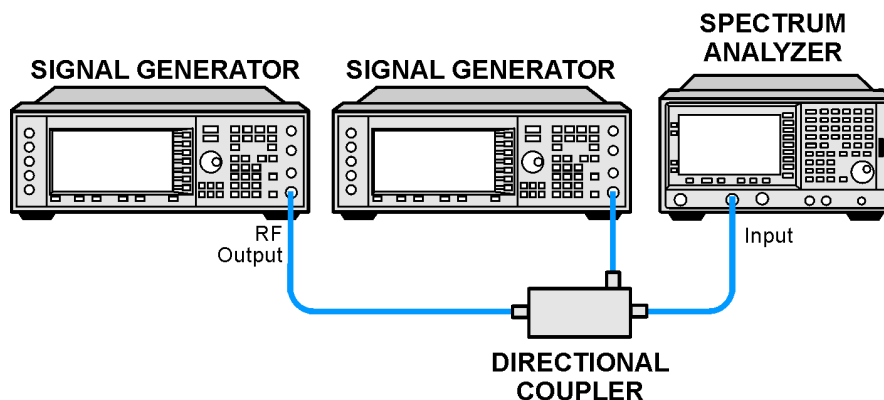 SPECTRUM
ANALYZER
SIGNAL GENERATOR
SIGNAL GENERATOR
RF
Output
Input
DIRECTIONAL
COUPLER